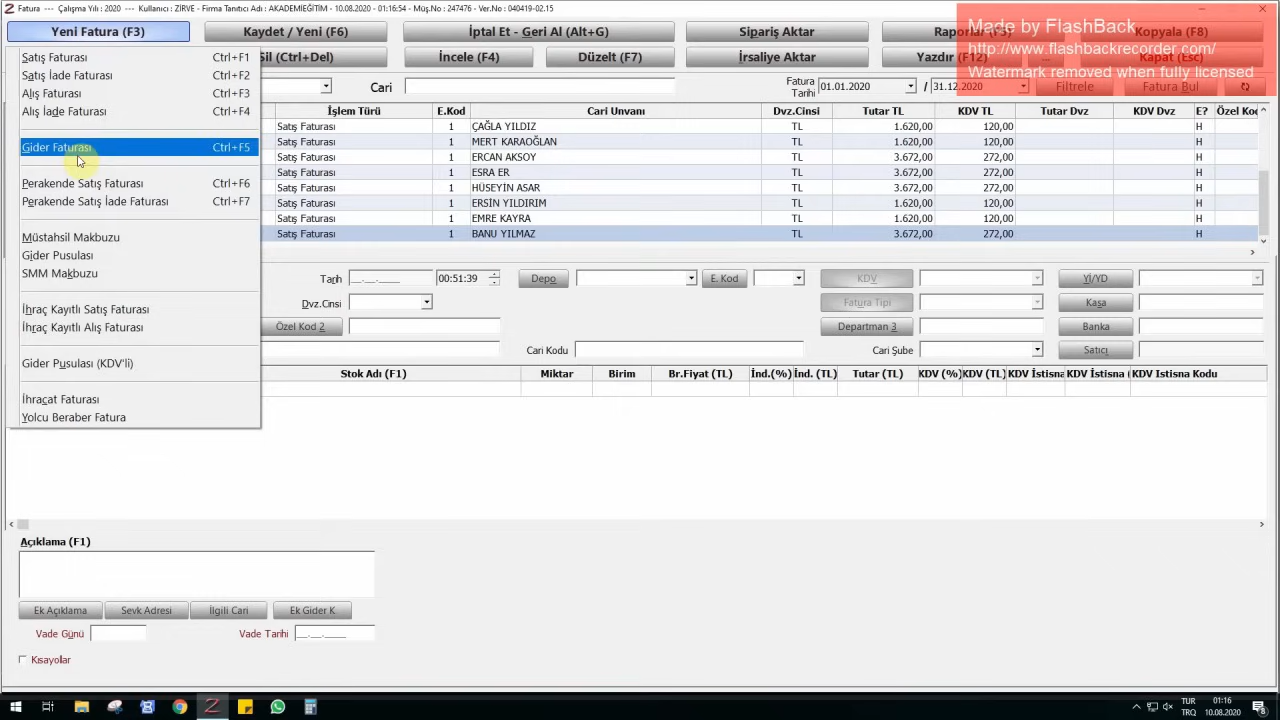 Fatura --- Çalışma Yılı : 2020 -- Kullanıcı : ZİRVE - Firma Tanıtıcı Adı : AKADEMİEĞİTİM - 10.08.2020 - 01:16:54 - Müş.No : 247476 - Ver.No : 040419-02.15
Made by FlashBack
http://www.flashbackrecorder.com/
Watermark removed when fully licensed
Yeni Fatura (F3) Kaydet / Yeni (F6) İptal Et - Geri Al (Alt+G) Sipariş Aktar Kopyala (F8)
Sil (Ctrl+Del) İncele (F4) Düzelt (F7) İrsaliye Aktar Yazdır (F12) ... Kapat (Esc)
Cari Fatura Tarihi 01.01.2020 / 31.12.2020 Filtrele Fatura Bul
İşlem Türü E.Kod Cari Unvanı Dvz.Cinsi Tutar TL KDV TL Tutar Dvz KDV Dvz E? Özel Kod
Satış Faturası 1 ÇAĞLA YILDIZ TL 1.620,00 120,00 H
Satış Faturası 1 MERT KARAOĞLAN TL 1.620,00 120,00 H
Satış Faturası 1 ERCAN AKSOY TL 3.672,00 272,00 H
Satış Faturası 1 ESRA ER TL 3.672,00 272,00 H
Satış Faturası 1 HÜSEYİN ASAR TL 3.672,00 272,00 H
Satış Faturası 1 ERSİN YILDIRIM TL 3.672,00 272,00 H
Satış Faturası 1 EMRE KAYRA TL 1.620,00 120,00 H
Satış Faturası 1 BANU YILMAZ TL 3.672,00 272,00 H
Satış Faturası Ctrl+F1
Satış İade Faturası Ctrl+F2
Alış Faturası Ctrl+F3
Alış İade Faturası Ctrl+F4
Gider Faturası Ctrl+F5
Perakende Satış Faturası Ctrl+F6
Perakende Satış İade Faturası Ctrl+F7
Müstahsil Makbuzu
Gider Pusulası
SMM Makbuzu
İhraç Kayıtlı Satış Faturası
İhraç Kayıtlı Alış Faturası
Gider Pusulası (KDV'li)
İhracat Faturası
Yolcu Beraber Fatura
Tarih __.__.____ 00:51:39 Depo E. Kod KDV Yİ/YD
Dvz.Cinsi Fatura Tipi Kasa
Özel Kod 2 Departman 3 Banka
Cari Kodu Cari Şube Satıcı
Stok Adı (F1) Miktar Birim Br.Fiyat (TL) İnd.(%) İnd. (TL) Tutar (TL) KDV (%) KDV (TL) KDV İstisna KDV İstisna KDV Istisna Kodu
Açıklama (F1)
Ek Açıklama Sevk Adresi İlgili Cari Ek Gider K.
Vade Günü Vade Tarihi __.__.____
Kısayollar
TUR 01:16
TRQ 10.08.2020 8